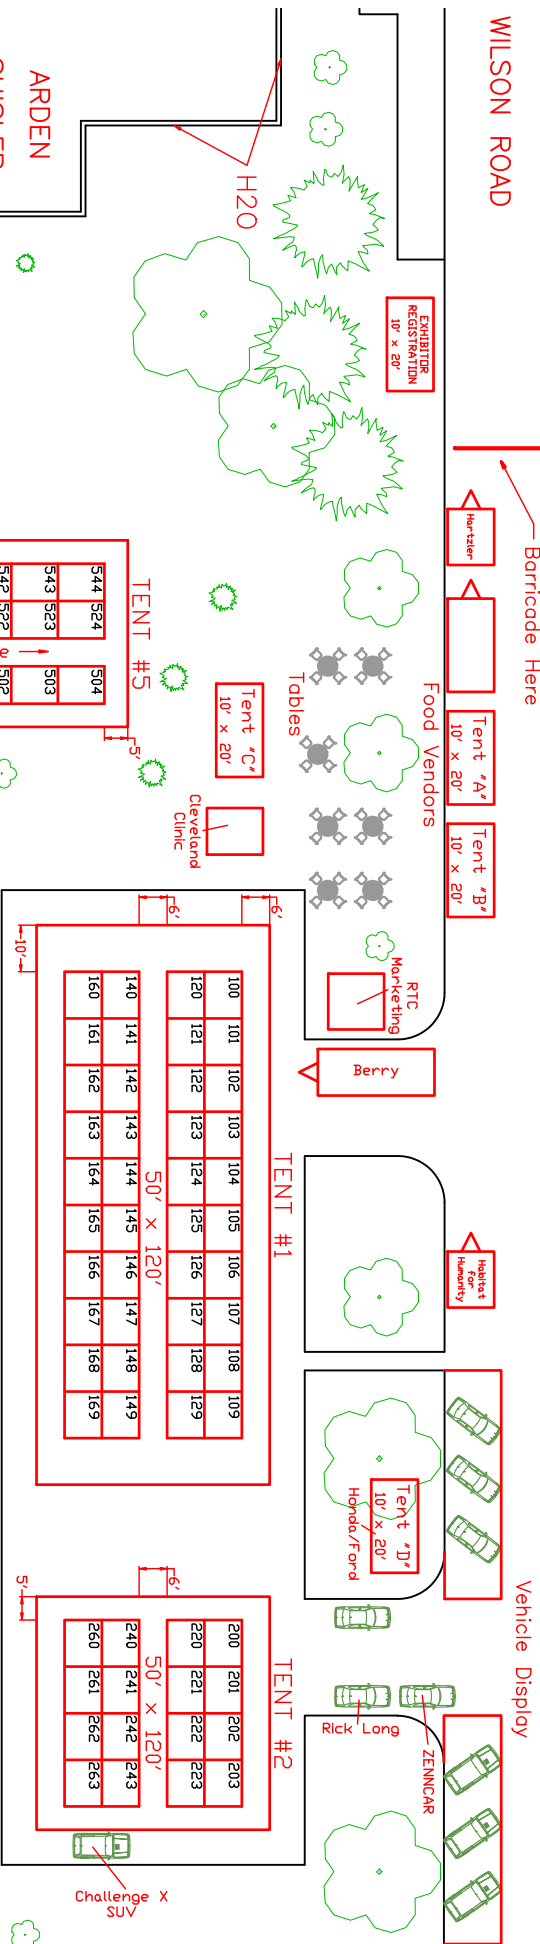 WILSON ROAD
ARDEN
H2O
EXHIBITOR
REGISTRATION
10' x 20'
Barricade Here
Hartzler
Food Vendors
Tent "A"
10' x 20'
Tent "B"
10' x 20'
Tables
Tent "C"
10' x 20'
Cleveland
Clinic
TENT #5
544 524 504
543 523 503
542 522 502
5'
RTC
Marketing
Berry
TENT #1
50' x 120'
6'
6'
10'
100 101 102 103 104 105 106 107 108 109
120 121 122 123 124 125 126 127 128 129
140 141 142 143 144 145 146 147 148 149
160 161 162 163 164 165 166 167 168 169
Habitat
for
Humanity
Tent "D"
10' x 20'
Honda/Ford
Vehicle Display
ZENNCAR
Rick Long
TENT #2
50' x 120'
6'
5'
200 201 202 203
220 221 222 223
240 241 242 243
260 261 262 263
Challenge X
SUV